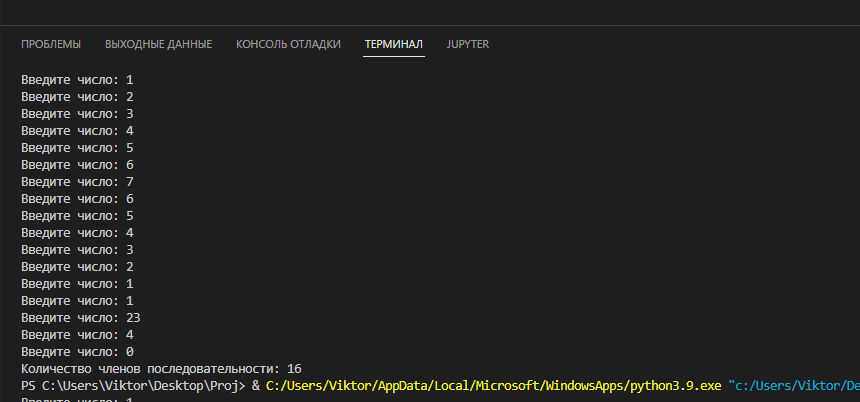 ПРОБЛЕМЫ ВЫХОДНЫЕ ДАННЫЕ КОНСОЛЬ ОТЛАДКИ ТЕРМИНАЛ JUPYTER
Введите число: 1
Введите число: 2
Введите число: 3
Введите число: 4
Введите число: 5
Введите число: 6
Введите число: 7
Введите число: 6
Введите число: 5
Введите число: 4
Введите число: 3
Введите число: 2
Введите число: 1
Введите число: 1
Введите число: 23
Введите число: 4
Введите число: 0
Количество членов последовательности: 16
PS C:\Users\Viktor\Desktop\Proj> & C:/Users/Viktor/AppData/Local/Microsoft/WindowsApps/python3.9.exe "c:/Users/Viktor/De
Введите число: 1